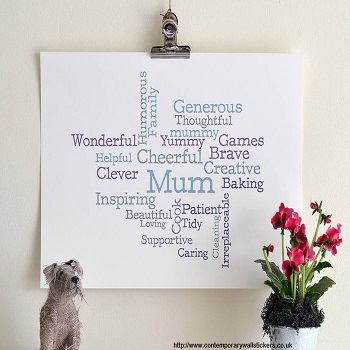 Humorous
Family
Generous
Thoughtful
mummy
Wonderful
Yummy
Games
Helpful
Cheerful
Brave
Creative
Clever
Mum
Baking
Inspiring
Beautiful
Cook
Patient
Irreplaceable
Loving
Tidy
Cleaning
Supportive
Caring
http://www.contemporarywallstickers.co.uk